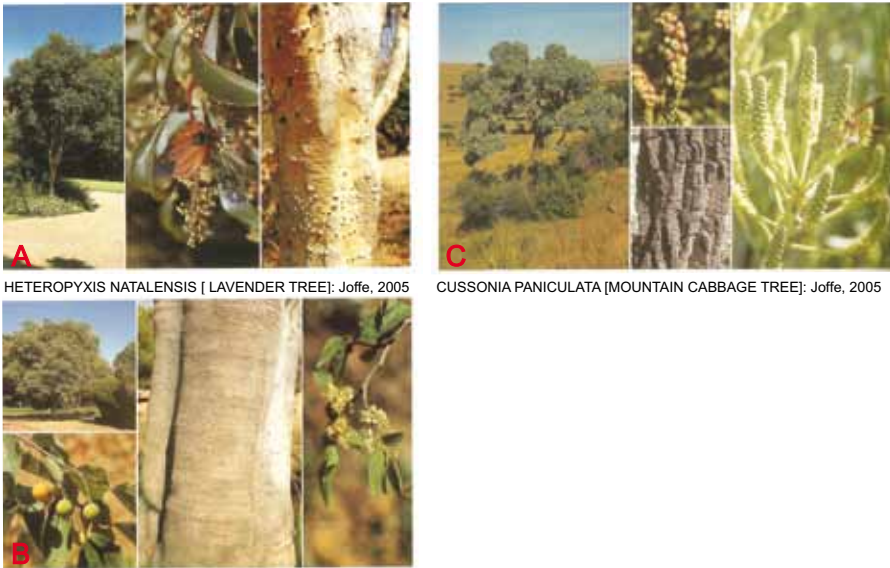 A
HETEROPYXIS NATALENSIS [ LAVENDER TREE]: Joffe, 2005
C
CUSSONIA PANICULATA [MOUNTAIN CABBAGE TREE]: Joffe, 2005
B